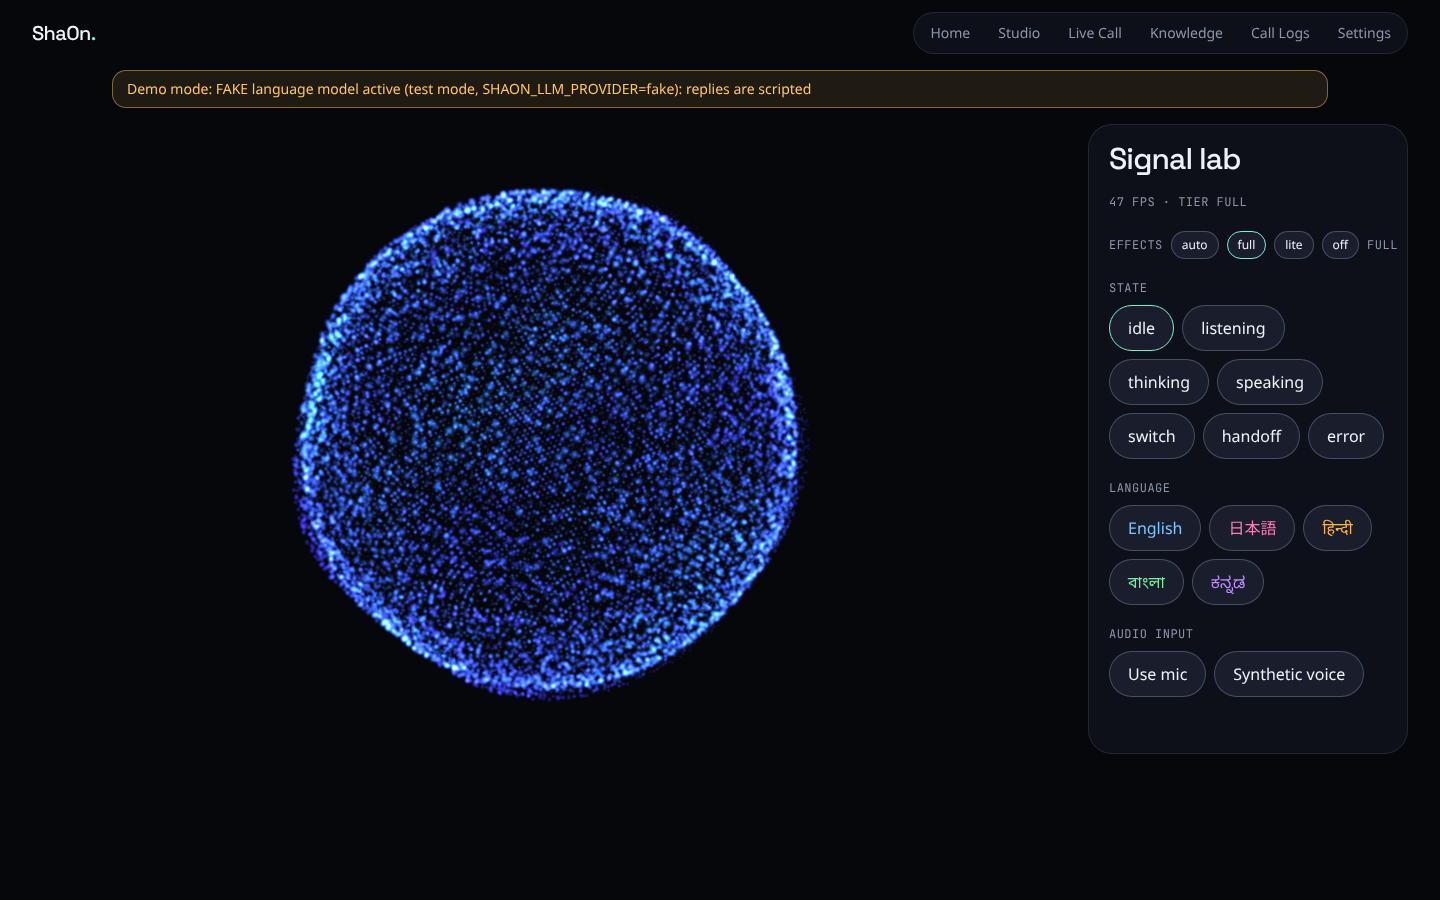 ShaOn.
Home Studio Live Call Knowledge Call Logs Settings
Demo mode: FAKE language model active (test mode, SHAON_LLM_PROVIDER=fake): replies are scripted
Signal lab
47 FPS · TIER FULL
EFFECTS auto full lite off FULL
STATE
idle listening
thinking speaking
switch handoff error
LANGUAGE
English 日本語 हिन्दी
বাংলা ಕನ್ನಡ
AUDIO INPUT
Use mic Synthetic voice